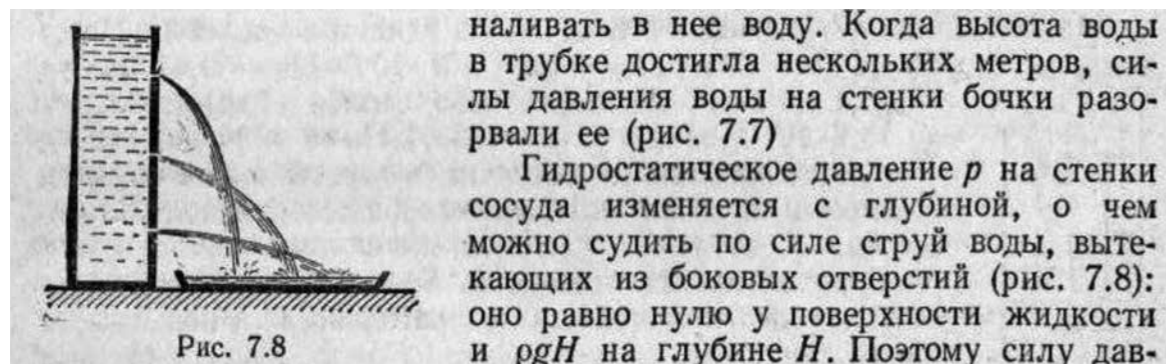 наливать в нее воду. Когда высота воды
в трубке достигла нескольких метров, си-
лы давления воды на стенки бочки разо-
рвали ее (рис. 7.7)
Гидростатическое давление p на стенки
сосуда изменяется с глубиной, о чем
можно судить по силе струй воды, выте-
кающих из боковых отверстий (рис. 7.8):
оно равно нулю у поверхности жидкости
и ρgH на глубине H. Поэтому силу дав-
Рис. 7.8